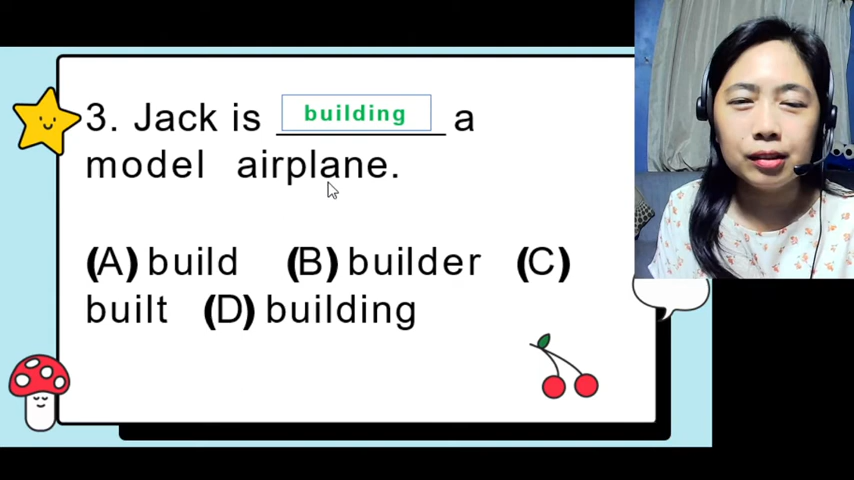 3. Jack is building a
model airplane.
(A) build (B) builder (C)
built (D) building